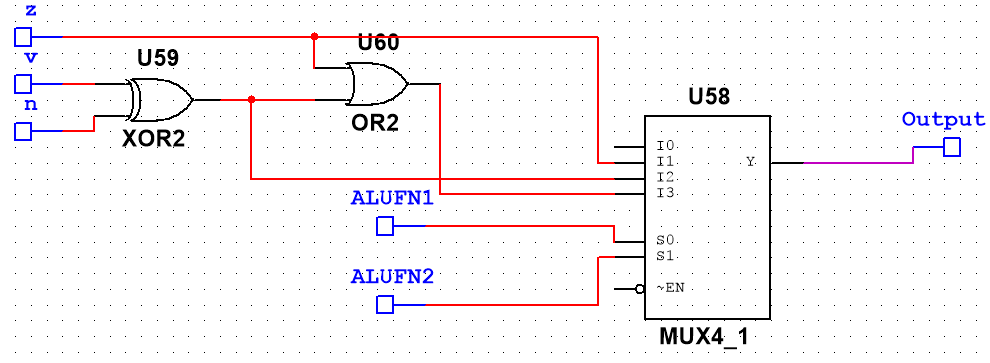 z
U60
v
U59
n
U58
OR2
Output
XOR2
I0
I1 Y
I2
I3
ALUFN1
S0
S1
ALUFN2
~EN
MUX4_1